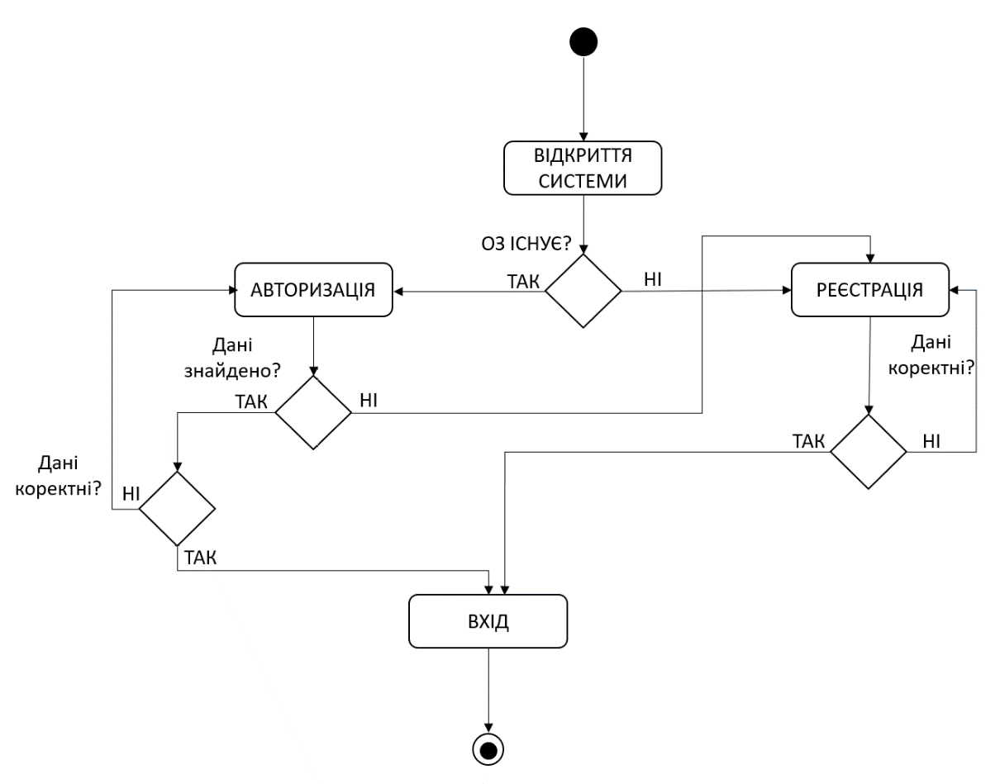 ВІДКРИТТЯ
СИСТЕМИ
ОЗ ІСНУЄ?
ТАК
НІ
АВТОРИЗАЦІЯ
РЕЄСТРАЦІЯ
Дані
знайдено?
Дані
коректні?
ТАК
НІ
ТАК
НІ
Дані
коректні?
НІ
ТАК
ВХІД